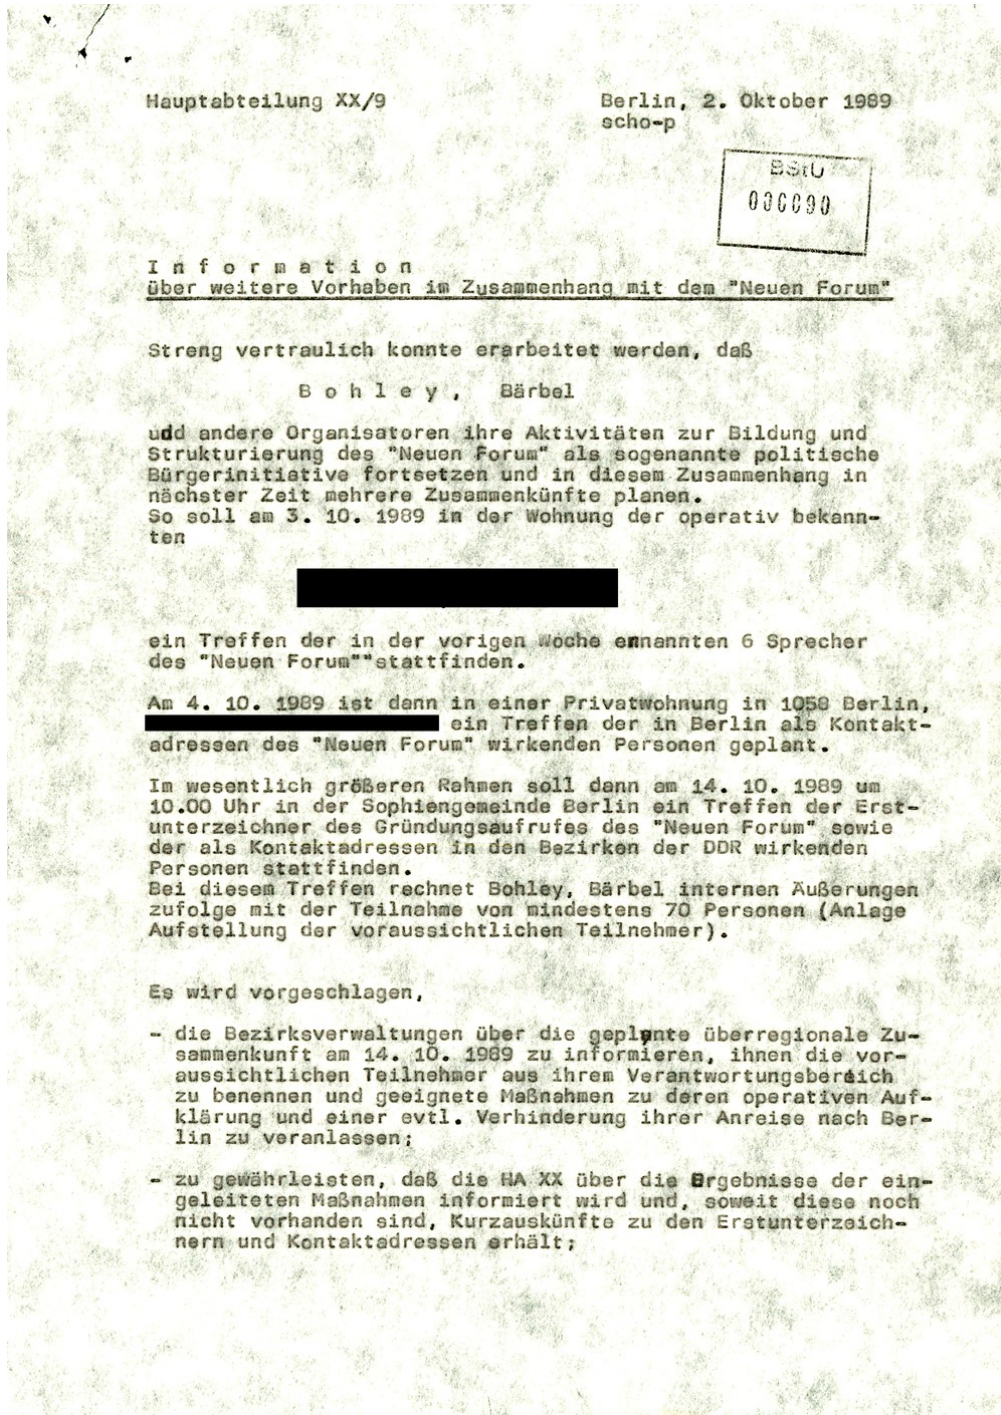 Hauptabteilung XX/9
Berlin, 2. Oktober 1989
scho-p
BStU
000090
I n f o r m a t i o n
über weitere Vorhaben im Zusammenhang mit dem "Neuen Forum"
Streng vertraulich konnte erarbeitet werden, daß
B o h l e y , Bärbel
udd andere Organisatoren ihre Aktivitäten zur Bildung und
Strukturierung des "Neuen Forum" als sogenannte politische
Bürgerinitiative fortsetzen und in diesem Zusammenhang in
nächster Zeit mehrere Zusammenkünfte planen.
So soll am 3. 10. 1989 in der Wohnung der operativ bekann-
ten
ein Treffen der in der vorigen Woche ernannten 6 Sprecher
des "Neuen Forum""stattfinden.
Am 4. 10. 1989 ist dann in einer Privatwohnung in 1058 Berlin,
ein Treffen der in Berlin als Kontakt-
adressen des "Neuen Forum" wirkenden Personen geplant.
Im wesentlich größeren Rahmen soll dann am 14. 10. 1989 um
10.00 Uhr in der Sophiengemeinde Berlin ein Treffen der Erst-
unterzeichner des Gründungsaufrufes des "Neuen Forum" sowie
der als Kontaktadressen in den Bezirken der DDR wirkenden
Personen stattfinden.
Bei diesem Treffen rechnet Bohley, Bärbel internen Äußerungen
zufolge mit der Teilnahme von mindestens 70 Personen (Anlage
Aufstellung der voraussichtlichen Teilnehmer).
Es wird vorgeschlagen,
- die Bezirksverwaltungen über die geplante überregionale Zu-
sammenkunft am 14. 10. 1989 zu informieren, ihnen die vor-
aussichtlichen Teilnehmer aus ihrem Verantwortungsbereich
zu benennen und geeignete Maßnahmen zu deren operativen Auf-
klärung und einer evtl. Verhinderung ihrer Anreise nach Ber-
lin zu veranlassen;
- zu gewährleisten, daß die HA XX über die Ergebnisse der ein-
geleiteten Maßnahmen informiert wird und, soweit diese noch
nicht vorhanden sind, Kurzauskünfte zu den Erstunterzeich-
nern und Kontaktadressen erhält;